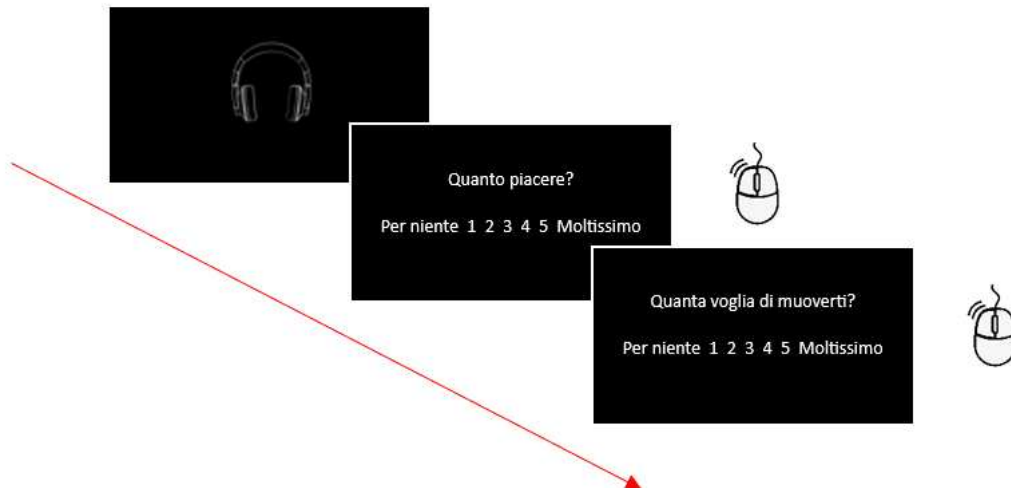 Quanto piacere?
Per niente 1 2 3 4 5 Moltissimo
Quanta voglia di muoverti?
Per niente 1 2 3 4 5 Moltissimo